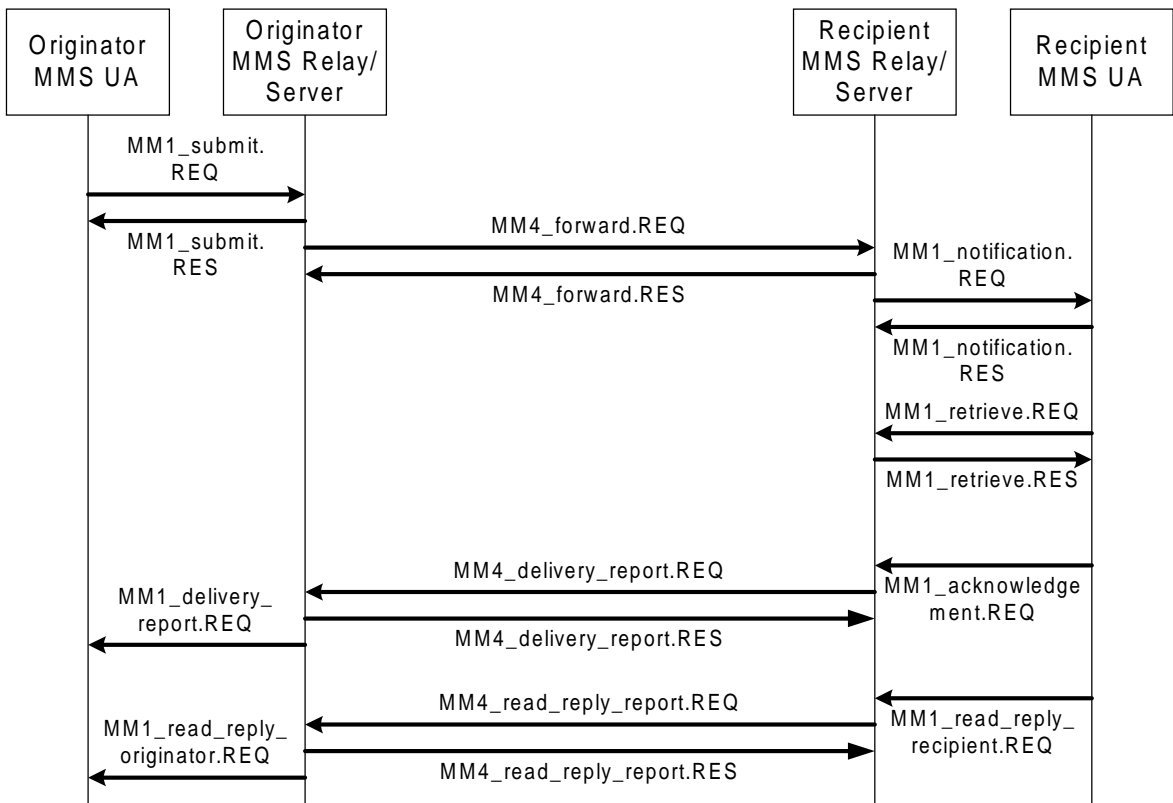 Originator
MMS UA
Originator
MMS Relay/
Server
Recipient
MMS Relay/
Server
Recipient
MMS UA
MM1_submit.
REQ
MM1_submit.
RES
MM4_forward.REQ
MM4_forward.RES
MM1_notification.
REQ
MM1_notification.
RES
MM1_retrieve.REQ
MM1_retrieve.RES
MM4_delivery_report.REQ
MM1_acknowledge
ment.REQ
MM1_delivery_
report.REQ
MM4_delivery_report.RES
MM4_read_reply_report.REQ
MM1_read_reply_
recipient.REQ
MM1_read_reply_
originator.REQ
MM4_read_reply_report.RES